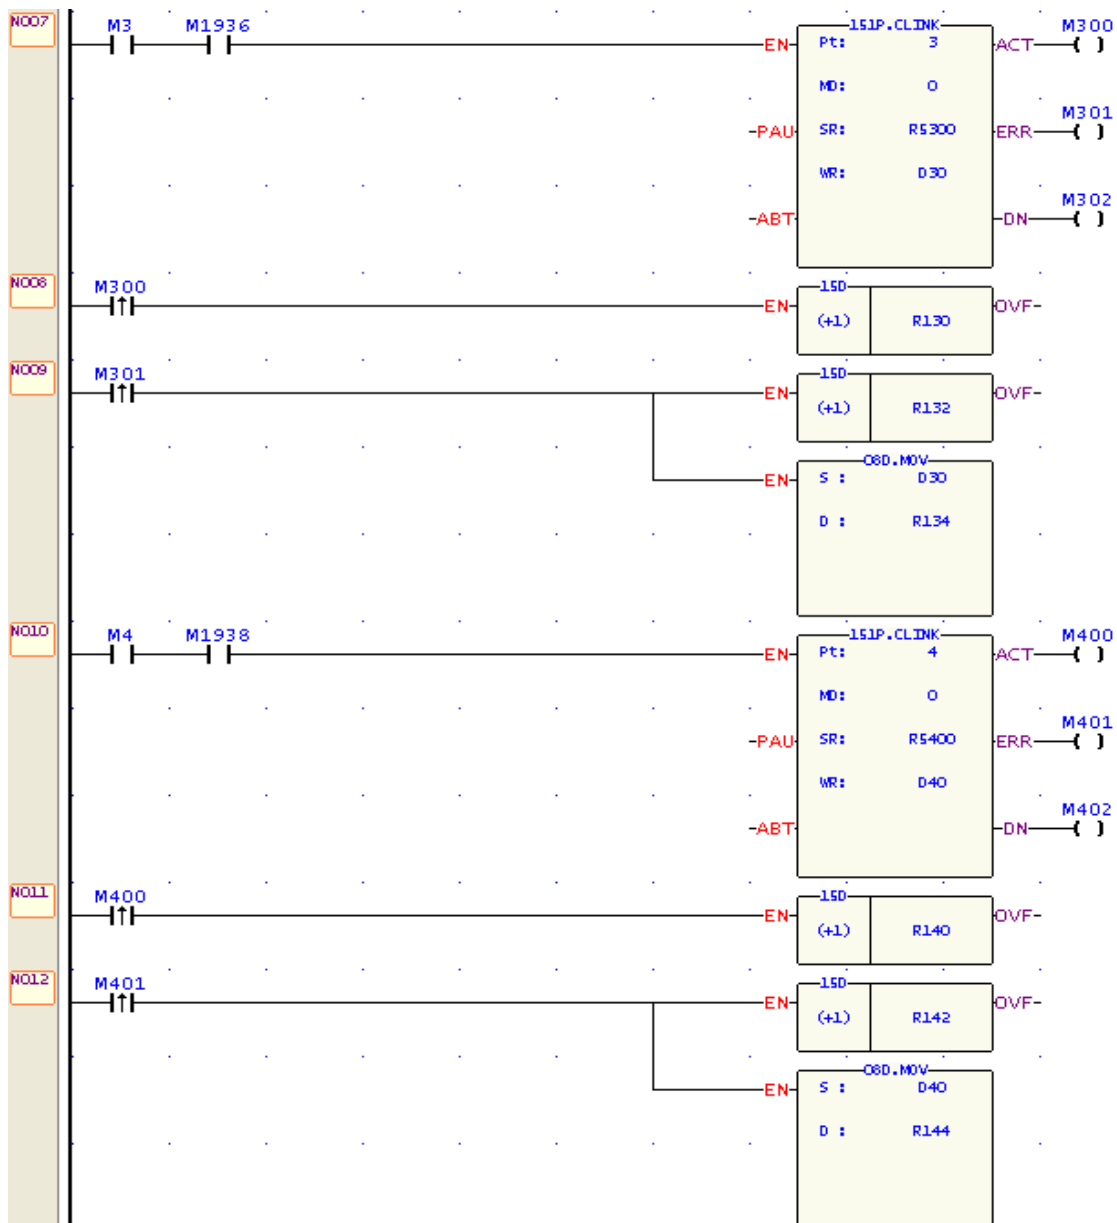 N007 M3 M1936 EN 151P.CLINK ACT M300
Pt: 3
MD: 0
PAU SR: R5300 ERR M301
WR: D30
ABT DN M302
N008 M300 EN 15D OVF
(+1) R130
N009 M301 EN 15D OVF
(+1) R132
08D.MOV
EN S : D30
D : R134
N010 M4 M1938 EN 151P.CLINK ACT M400
Pt: 4
MD: 0
PAU SR: R5400 ERR M401
WR: D40
ABT DN M402
N011 M400 EN 15D OVF
(+1) R140
N012 M401 EN 15D OVF
(+1) R142
08D.MOV
EN S : D40
D : R144